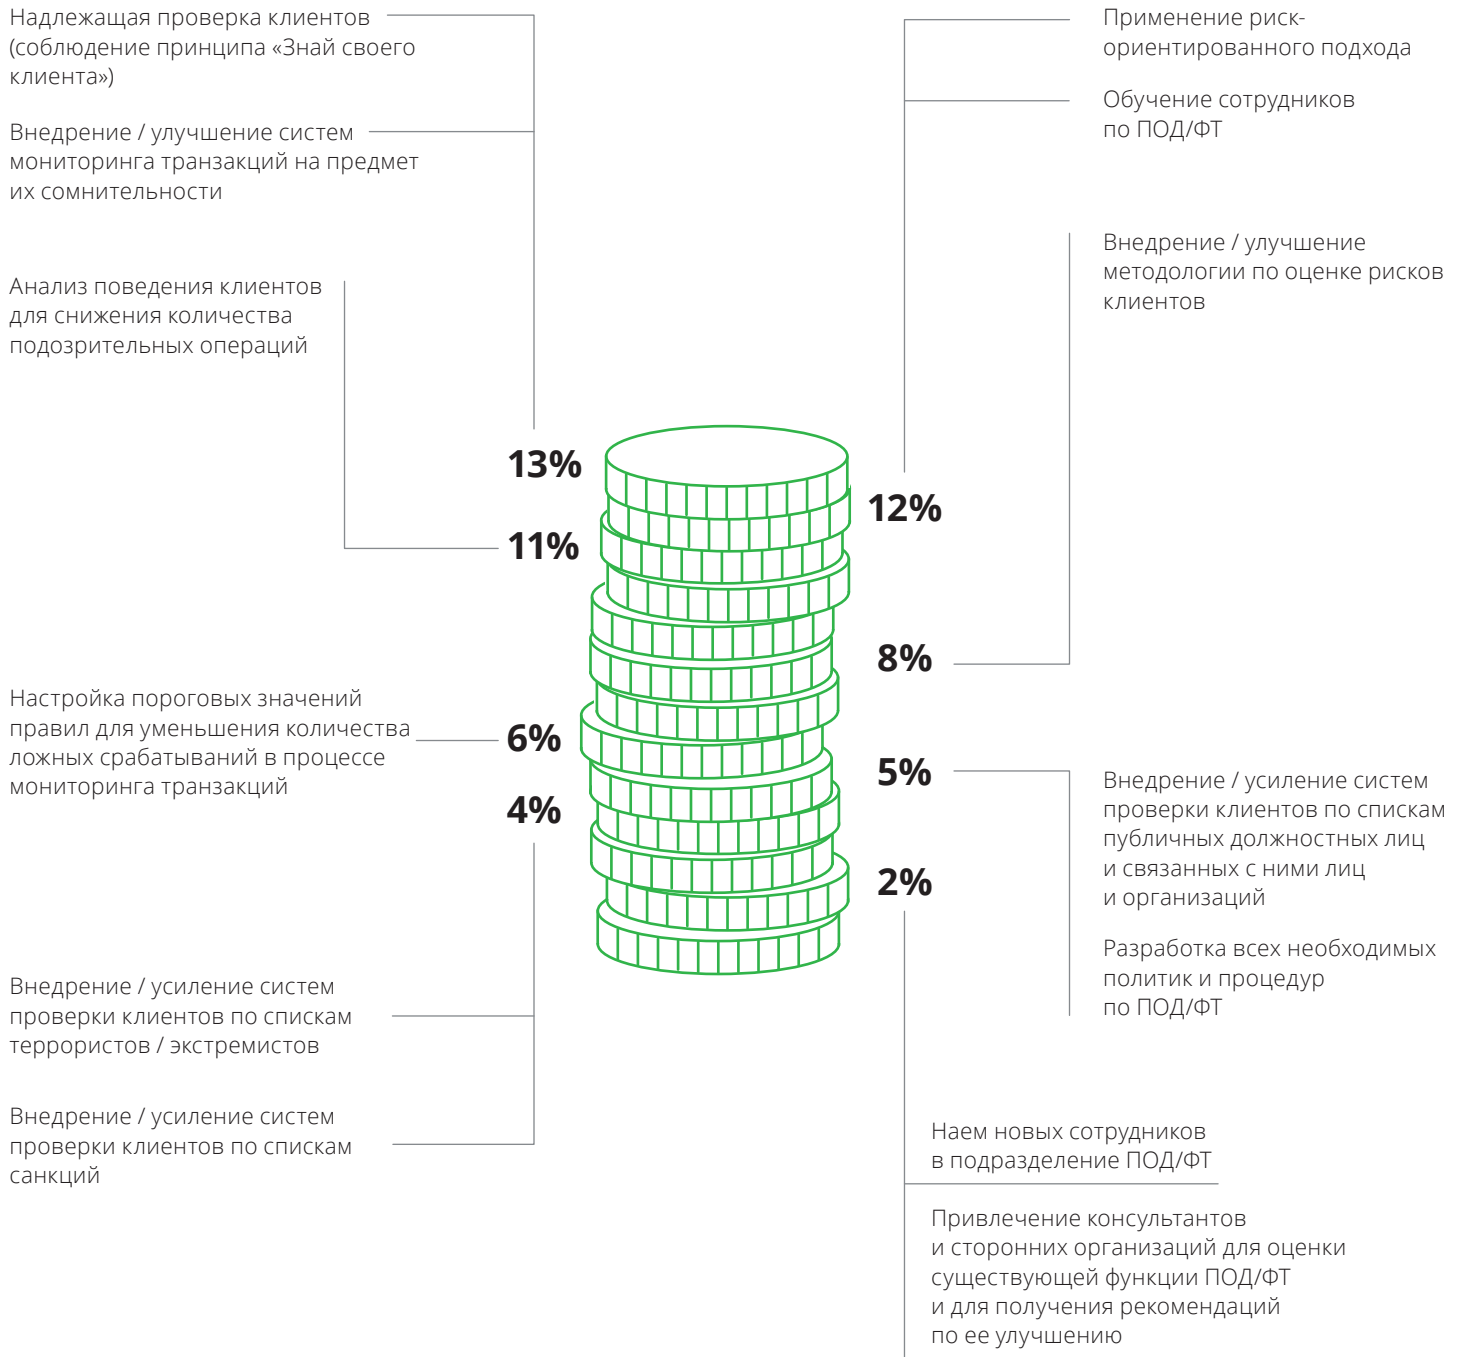 Надлежащая проверка клиентов
(соблюдение принципа «Знай своего
клиента»)
Внедрение / улучшение систем
мониторинга транзакций на предмет
их сомнительности
Анализ поведения клиентов
для снижения количества
подозрительных операций
Применение риск-
ориентированного подхода
Обучение сотрудников
по ПОД/ФТ
Внедрение / улучшение
методологии по оценке рисков
клиентов
13%
12%
11%
8%
6%
5%
4%
2%
Настройка пороговых значений
правил для уменьшения количества
ложных срабатываний в процессе
мониторинга транзакций
Внедрение / усиление систем
проверки клиентов по спискам
публичных должностных лиц
и связанных с ними лиц
и организаций
Разработка всех необходимых
политик и процедур
по ПОД/ФТ
Внедрение / усиление систем
проверки клиентов по спискам
террористов / экстремистов
Внедрение / усиление систем
проверки клиентов по спискам
санкций
Наем новых сотрудников
в подразделение ПОД/ФТ
Привлечение консультантов
и сторонних организаций для оценки
существующей функции ПОД/ФТ
и для получения рекомендаций
по ее улучшению